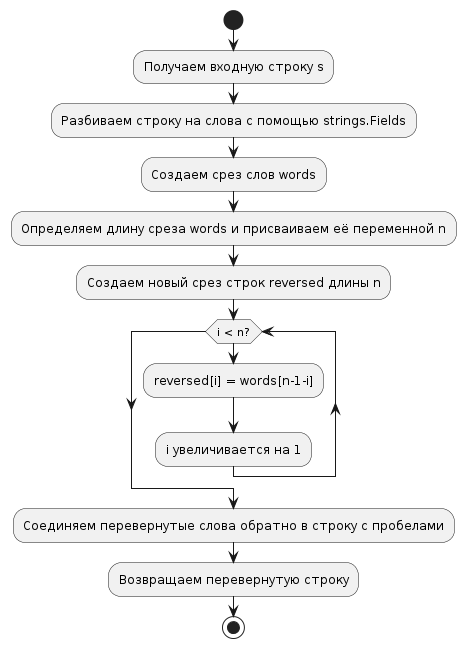 Получаем входную строку s
Разбиваем строку на слова с помощью strings.Fields
Создаем срез слов words
Определяем длину среза words и присваиваем её переменной n
Создаем новый срез строк reversed длины n
i < n?
reversed[i] = words[n-1-i]
i увеличивается на 1
Соединяем перевернутые слова обратно в строку с пробелами
Возвращаем перевернутую строку